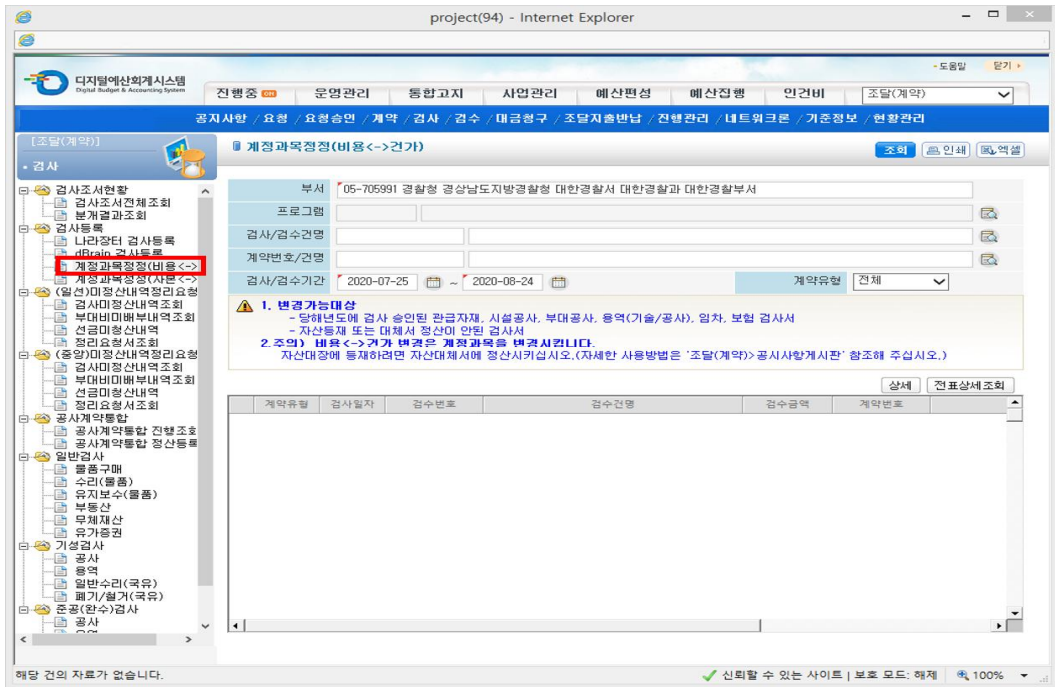 project(94) - Internet Explorer
디지털예산회계시스템
Digital Budget & Accounting System
도움말 닫기
진행중 on 운영관리 통합고지 사업관리 예산편성 예산집행 인건비 조달(계약)
공지사항 / 요청 / 요청승인 / 계약 / 검사 / 검수 / 대금청구 / 조달지출반납 / 진행관리 / 네트워크론 / 기준정보 / 현황관리
[조달(계약)]
• 검사
계정과목정정(비용<->건가)
조회 인쇄 엑셀
검사조서현황
검사조서전체조회
분개결과조회
검사등록
나라장터 검사등록
dBrain 검사등록
계정과목정정(비용<->
계정과목정정(자본<->
(일선)미정산내역정리요청
검사미정산내역조회
부대비미배부내역조회
선금미청산내역
정리요청서조회
(중앙)미정산내역정리요청
검사미정산내역조회
부대비미배부내역조회
선금미청산내역
정리요청서조회
공사계약통합
공사계약통합 진행조회
공사계약통합 정산등록
일반검사
물품구매
수리(물품)
유지보수(물품)
부동산
무체재산
유가증권
기성검사
공사
용역
일반수리(국유)
폐기/철거(국유)
준공(완수)검사
공사
부서 05-705991 경찰청 경상남도지방경찰청 대한경찰서 대한경찰과 대한경찰부서
프로그램
검사/검수건명
계약번호/건명
검사/검수기간 2020-07-25 ~ 2020-08-24 계약유형 전체
1. 변경가능대상
- 당해년도에 검사 승인된 관급자재, 시설공사, 부대공사, 용역(기술/공사), 임차, 보험 검사서
- 자산등재 또는 대체서 정산이 안된 검사서
2.주의) 비용<->건가 변경은 계정과목을 변경시킵니다.
자산대장에 등재하려면 자산대체서에 정산시키십시오.(자세한 사용방법은 '조달(계약)>공시사항게시판' 참조해 주십시오.)
상세 전표상세조회
계약유형 검사일자 검수번호 검수건명 검수금액 계약번호
해당 건의 자료가 없습니다.
신뢰할 수 있는 사이트 | 보호 모드: 해제 100%